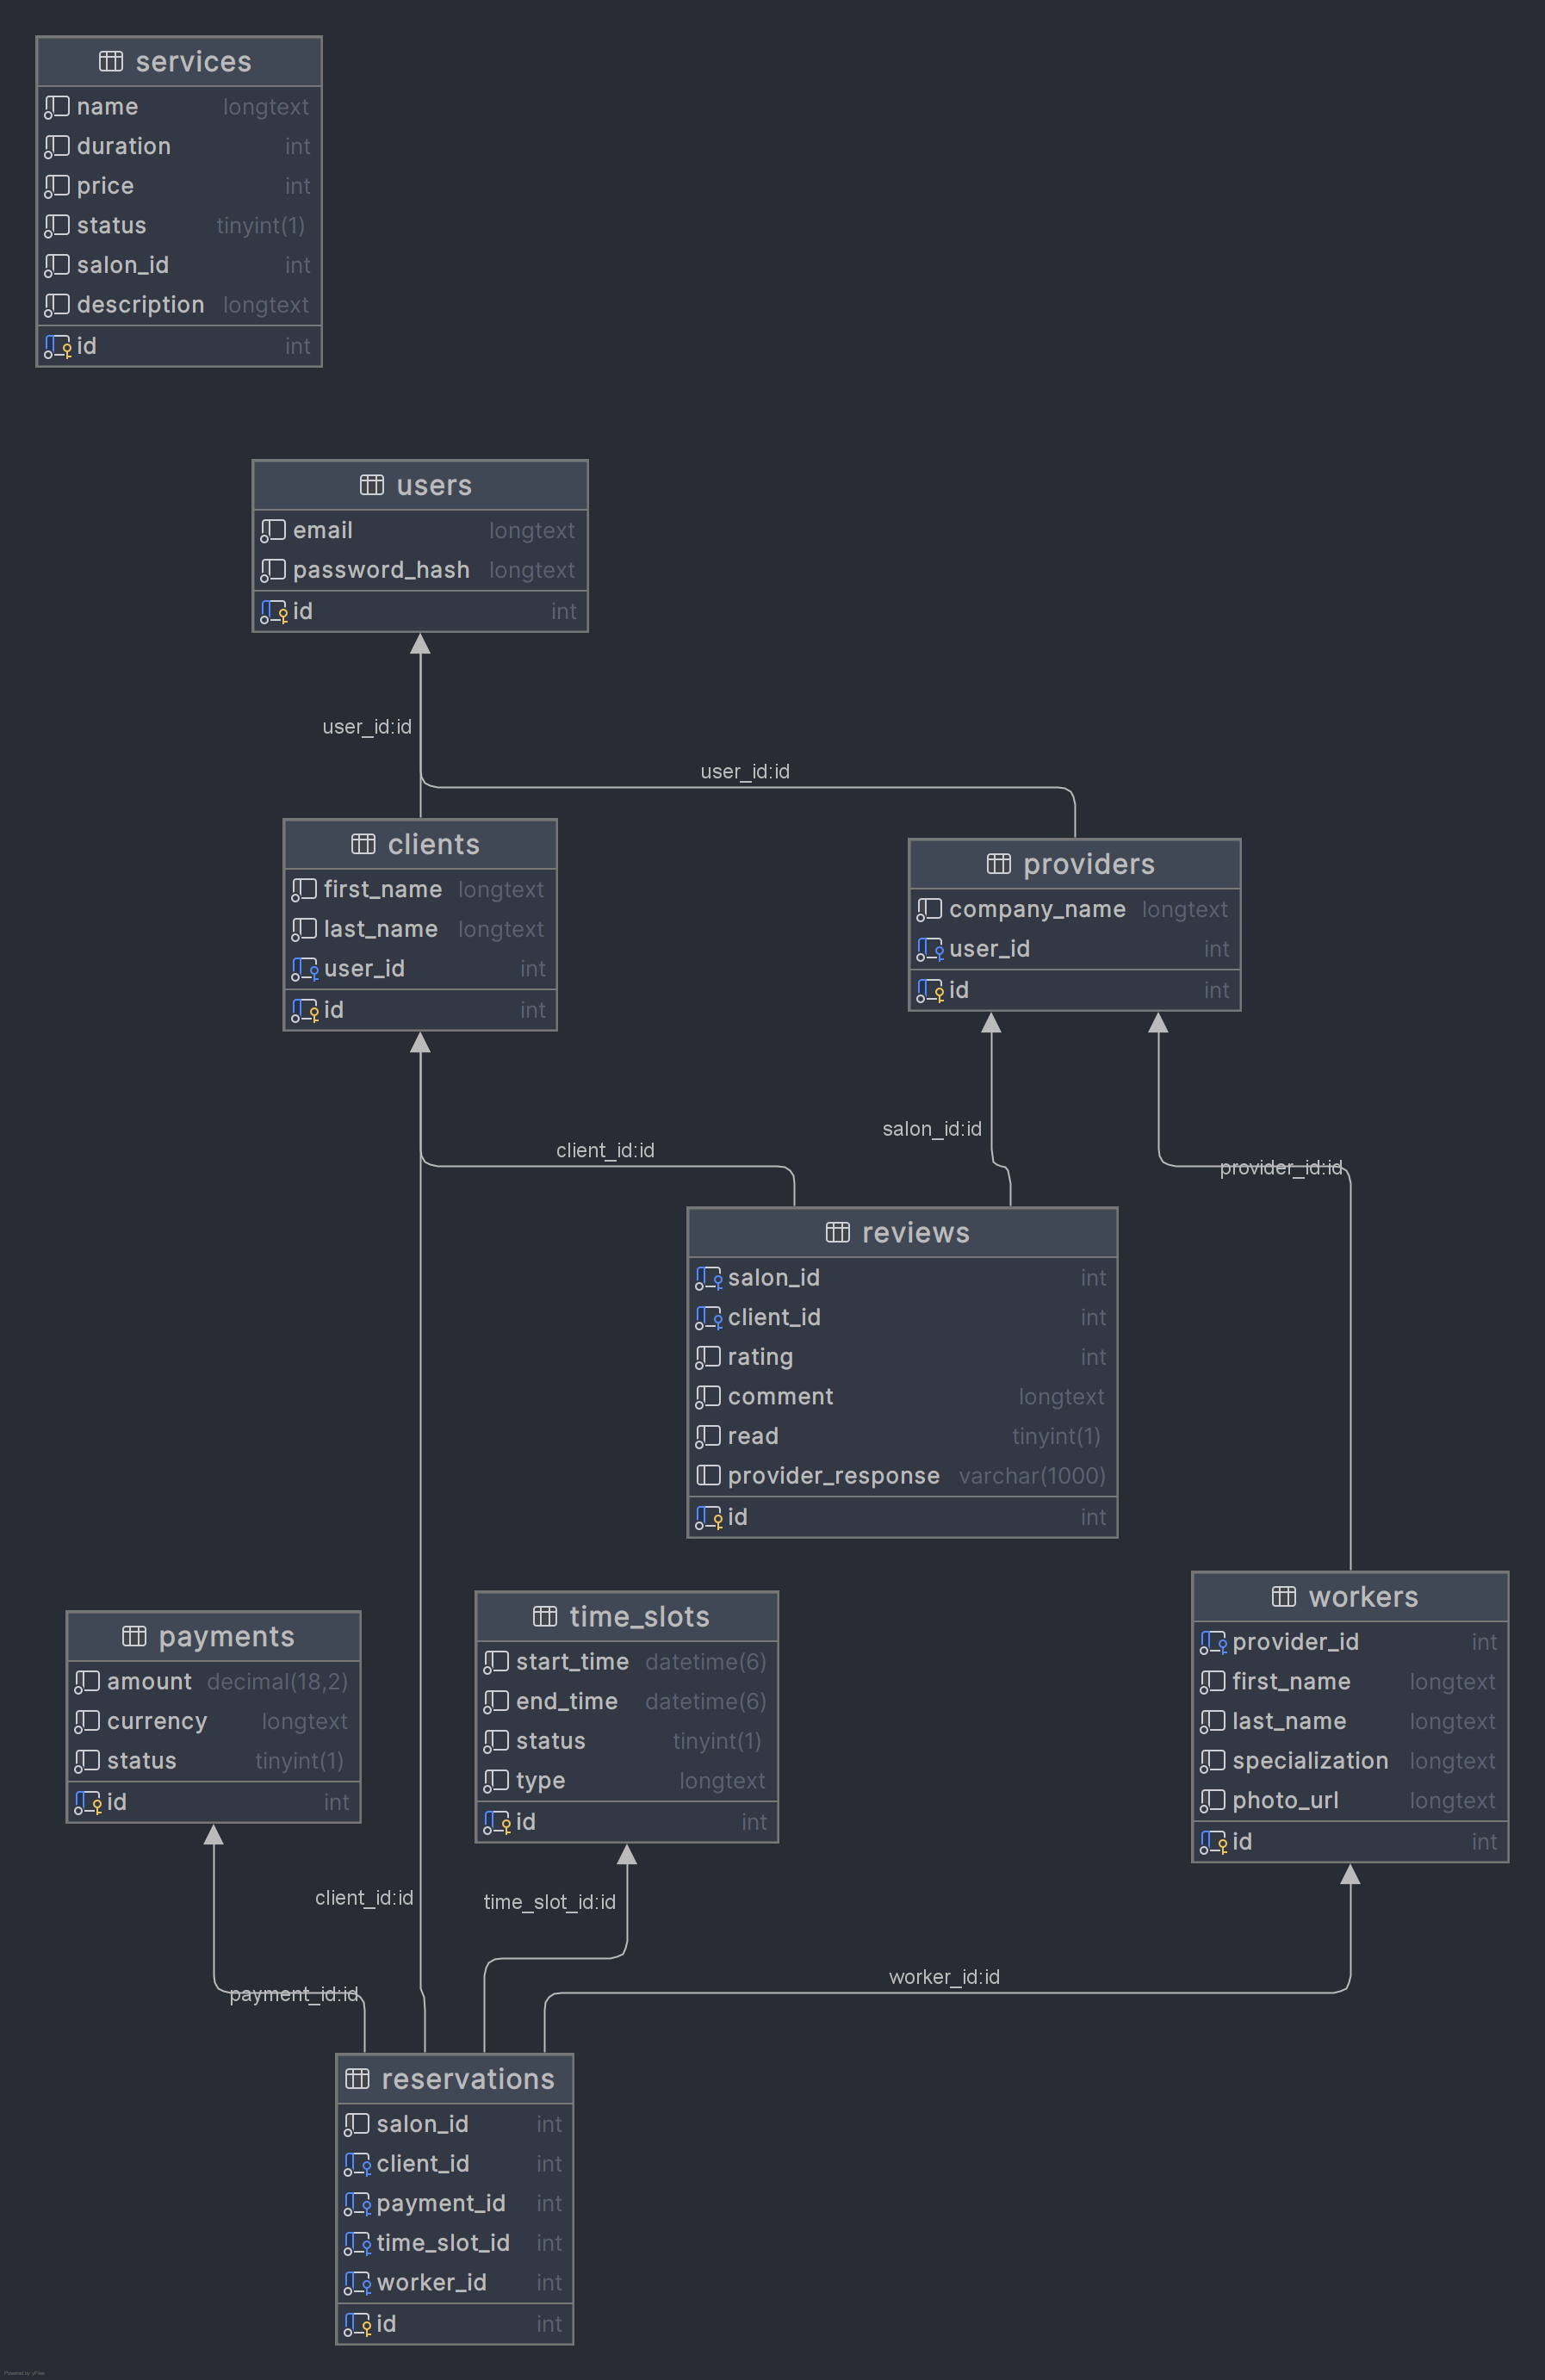 services
name longtext
duration int
price int
status tinyint(1)
salon_id int
description longtext
id int
users
email longtext
password_hash longtext
id int
user_id:id
user_id:id
clients
first_name longtext
last_name longtext
user_id int
id int
providers
company_name longtext
user_id int
id int
client_id:id
salon_id:id
provider_id:id
reviews
salon_id int
client_id int
rating int
comment longtext
read tinyint(1)
provider_response varchar(1000)
id int
payments
amount decimal(18,2)
currency longtext
status tinyint(1)
id int
time_slots
start_time datetime(6)
end_time datetime(6)
status tinyint(1)
type longtext
id int
workers
provider_id int
first_name longtext
last_name longtext
specialization longtext
photo_url longtext
id int
client_id:id
time_slot_id:id
worker_id:id
payment_id:id
reservations
salon_id int
client_id int
payment_id int
time_slot_id int
worker_id int
id int
Powered by yFiles